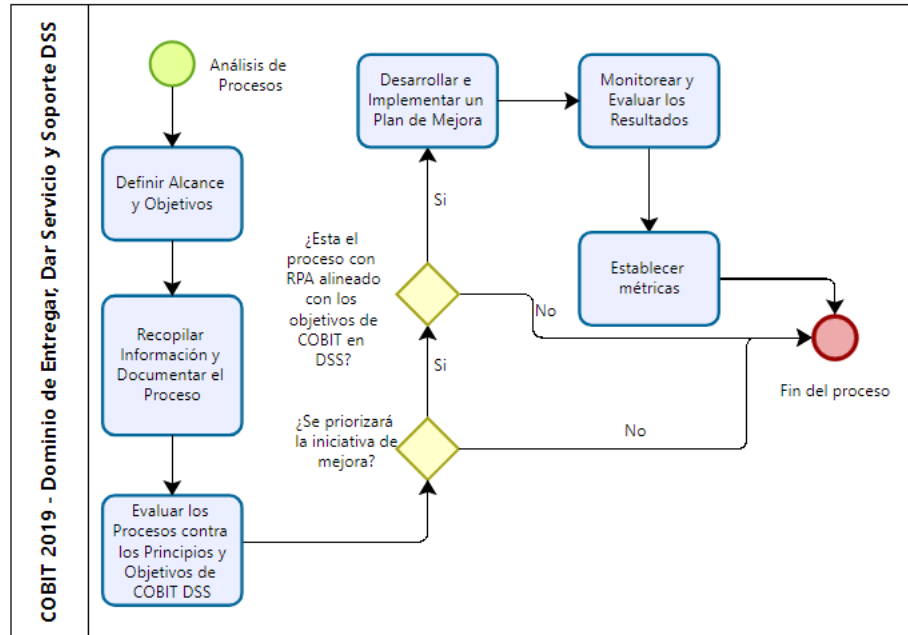 COBIT 2019 - Dominio de Entregar, Dar Servicio y Soporte DSS
Análisis de
Procesos
Definir Alcance
y Objetivos
Recopilar
Información y
Documentar el
Proceso
Evaluar los
Procesos contra
los Principios y
Objetivos de
COBIT DSS
¿Se priorizará
la iniciativa de
mejora?
No
Si
¿Esta el
proceso con
RPA alineado
con los
objetivos de
COBIT en
DSS?
No
Si
Desarrollar e
Implementar un
Plan de Mejora
Monitorear y
Evaluar los
Resultados
Establecer
métricas
Fin del proceso